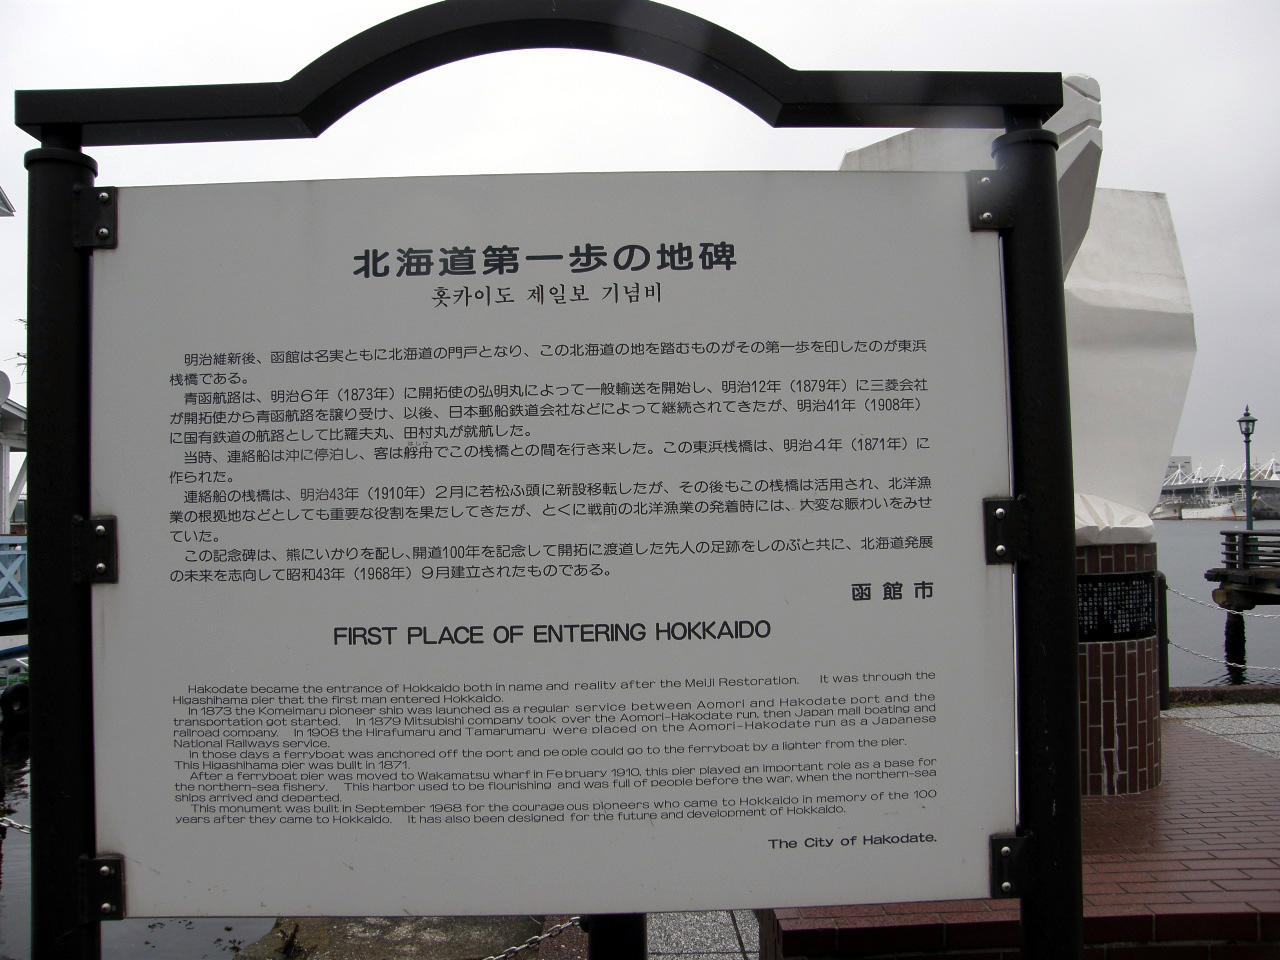 北海道第一歩の地碑
홋카이도 제일보 기념비
明治維新後、函館は名実ともに北海道の門戸となり、この北海道の地を踏むものがその第一歩を印したのが東浜
桟橋である。
青函航路は、明治6年（1873年）に開拓使の弘明丸によって一般輸送を開始し、明治12年（1879年）に三菱会社
が開拓使から青函航路を譲り受け、以後、日本郵船鉄道会社などによって継続されてきたが、明治41年（1908年）
に国有鉄道の航路として比羅夫丸、田村丸が就航した。
当時、連絡船は沖に停泊し、客は艀舟でこの桟橋との間を行き来した。この東浜桟橋は、明治4年（1871年）に
作られた。
連絡船の桟橋は、明治43年（1910年）2月に若松ふ頭に新設移転したが、その後もこの桟橋は活用され、北洋漁
業の根拠地などとしても重要な役割を果たしてきたが、とくに戦前の北洋漁業の発着時には、大変な賑わいをみせ
ていた。
この記念碑は、熊にいかりを配し、開道100年を記念して開拓に渡道した先人の足跡をしのぶと共に、北海道発展
の未来を志向して昭和43年（1968年）9月建立されたものである。
函館市
FIRST PLACE OF ENTERING HOKKAIDO
Hakodate became the entrance of Hokkaido both in name and reality after the Meiji Restoration. It was through the
Higashihama pier that the first man entered Hokkaido.
In 1873 the Komeimaru pioneer ship was launched as a regular service between Aomori and Hakodate port and the
transportation got started. In 1879 Mitsubishi company took over the Aomori-Hakodate run, then Japan mail boating and
railroad company. In 1908 the Hirafumaru and Tamarumaru were placed on the Aomori-Hakodate run as a Japanese
National Railways service.
In those days a ferryboat was anchored off the port and people could go to the ferryboat by a lighter from the pier.
This Higashihama pier was built in 1871.
After a ferryboat pier was moved to Wakamatsu wharf in February 1910, this pier played an important role as a base for
the northern-sea fishery. This harbor used to be flourishing and was full of people before the war, when the northern-sea
ships arrived and departed.
This monument was built in September 1968 for the courageous pioneers who came to Hokkaido in memory of the 100
years after they came to Hokkaido. It has also been designed for the future and development of Hokkaido.
The City of Hakodate.